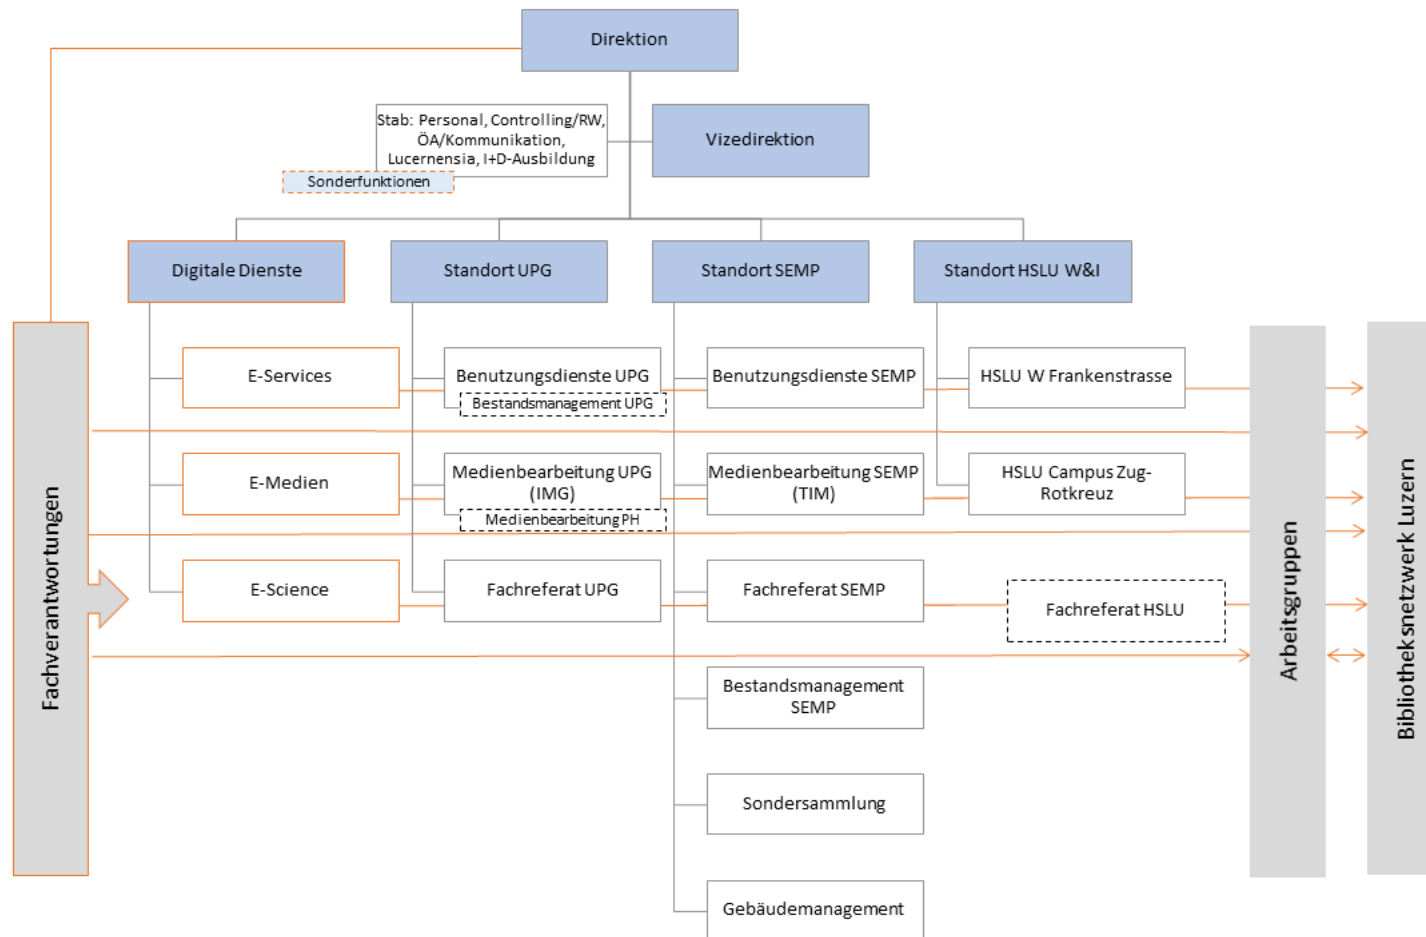 Direktion
Stab: Personal, Controlling/RW,
ÖA/Kommunikation,
Lucernensia, I+D-Ausbildung
Sonderfunktionen
Vizedirektion
Digitale Dienste
Standort UPG
Standort SEMP
Standort HSLU W&I
E-Services
Benutzungsdienste UPG
Bestandsmanagement UPG
Benutzungsdienste SEMP
HSLU W Frankenstrasse
E-Medien
Medienbearbeitung UPG
(IMG)
Medienbearbeitung PH
Medienbearbeitung SEMP
(TIM)
HSLU Campus Zug-
Rotkreuz
E-Science
Fachreferat UPG
Fachreferat SEMP
Fachreferat HSLU
Bestandsmanagement
SEMP
Sondersammlung
Gebäudemanagement
Fachverantwortungen
Arbeitsgruppen
Bibliotheksnetzwerk Luzern